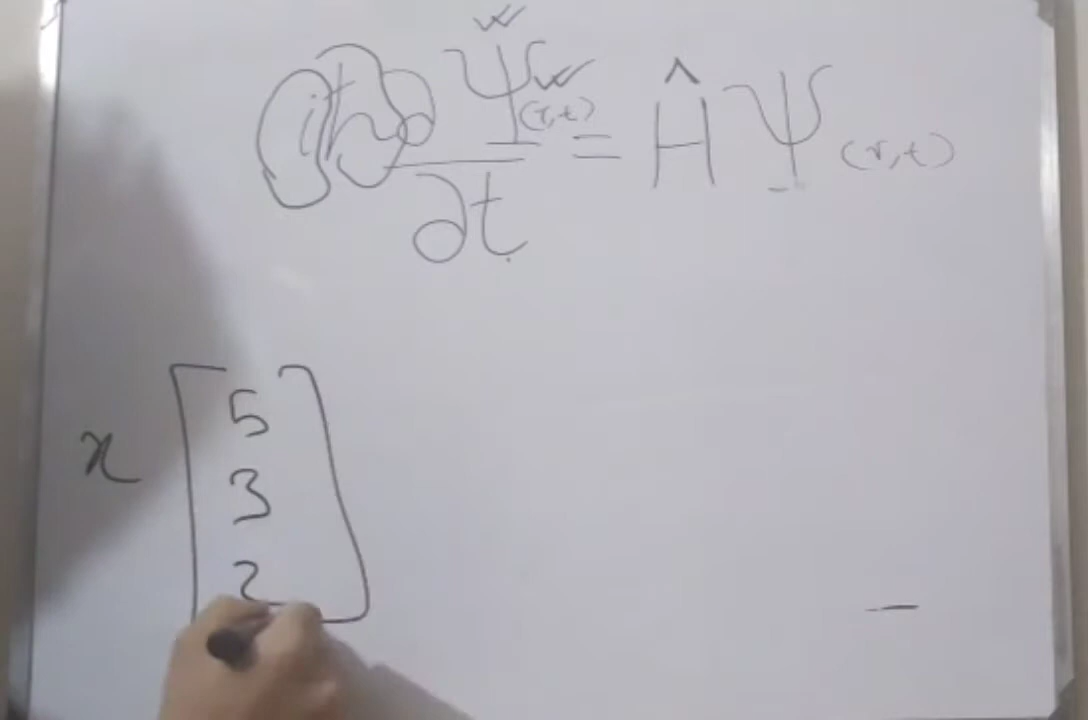 iħ ∂Ψ(r,t) / ∂t = ĤΨ(r,t)
x [5
3
2]